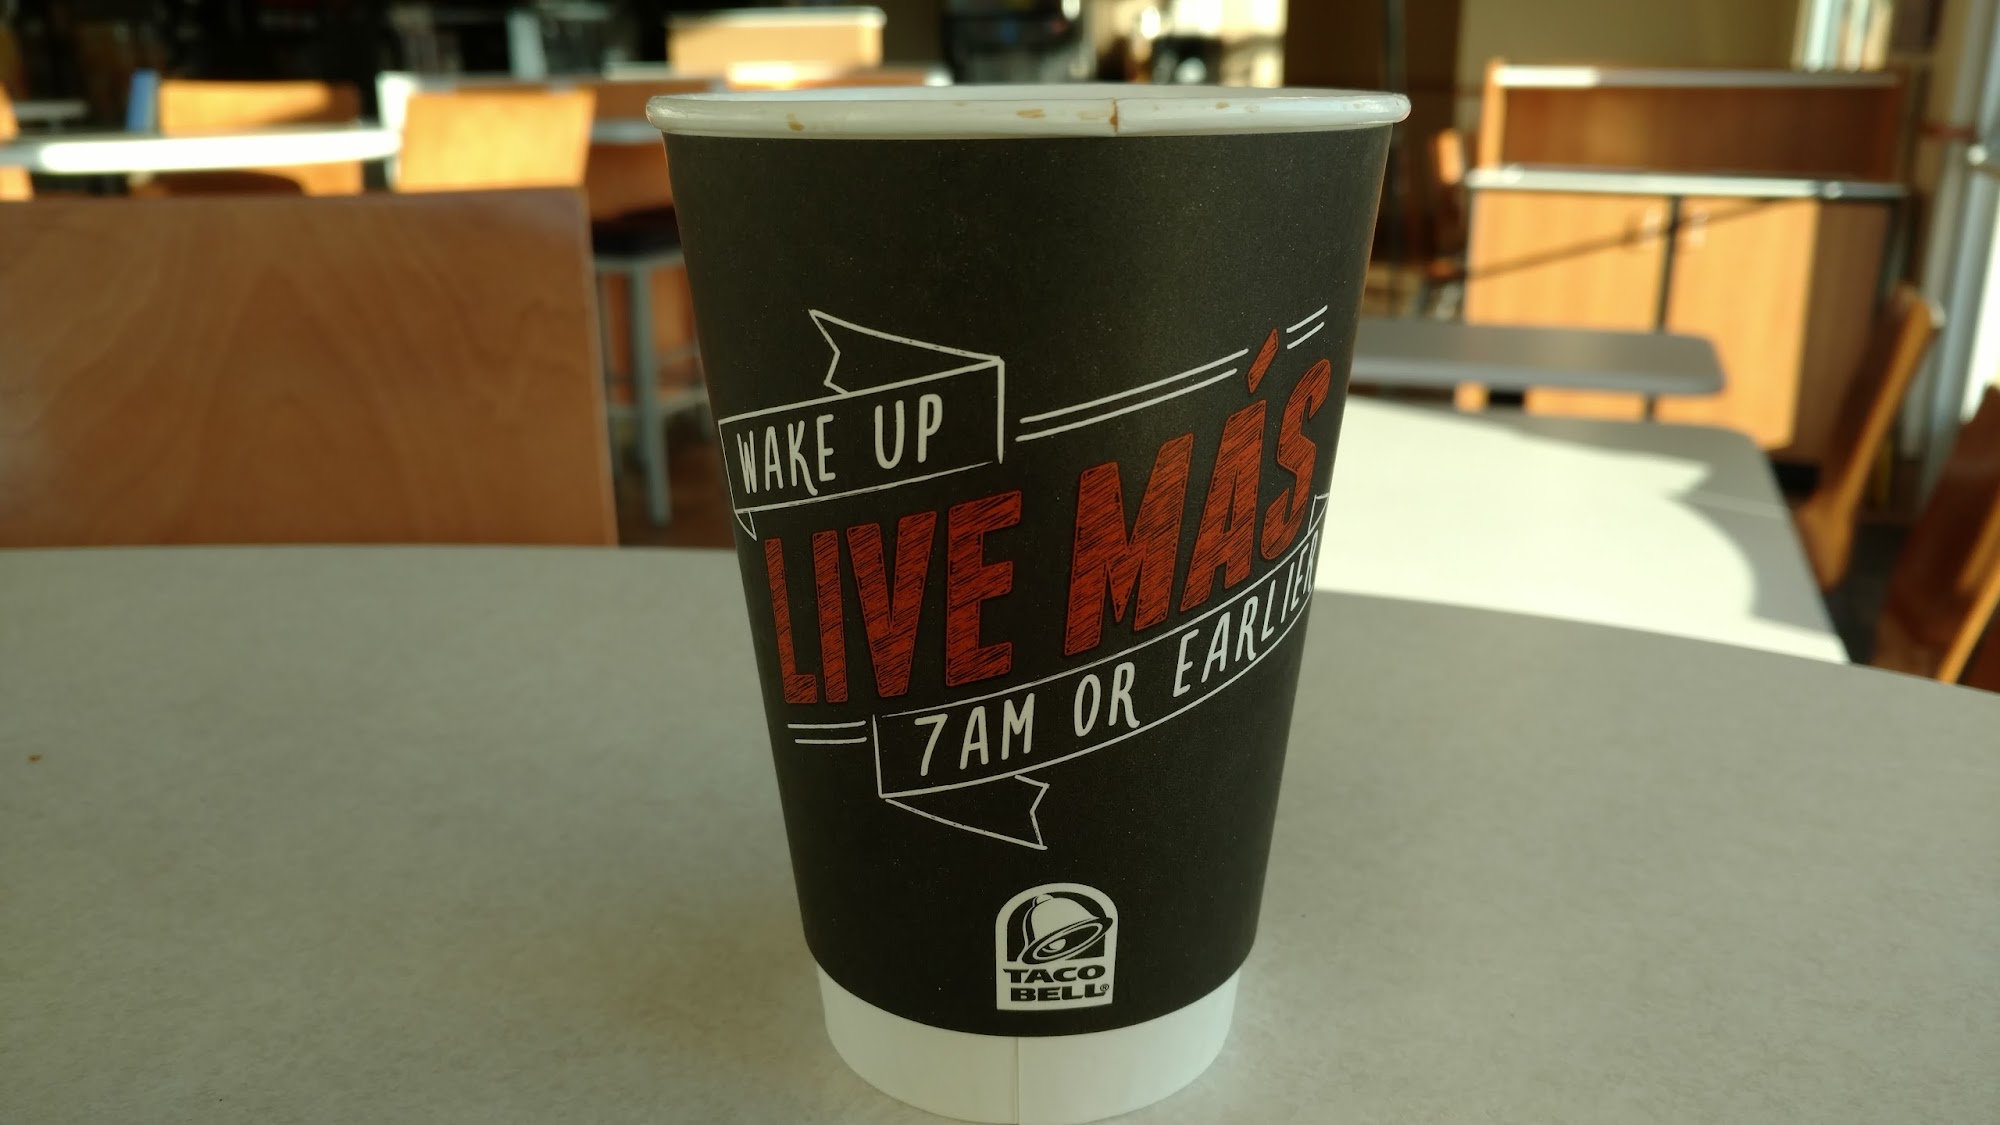 WAKE UP
LIVE MÁS
7AM OR EARLIER
TACO
BELL®